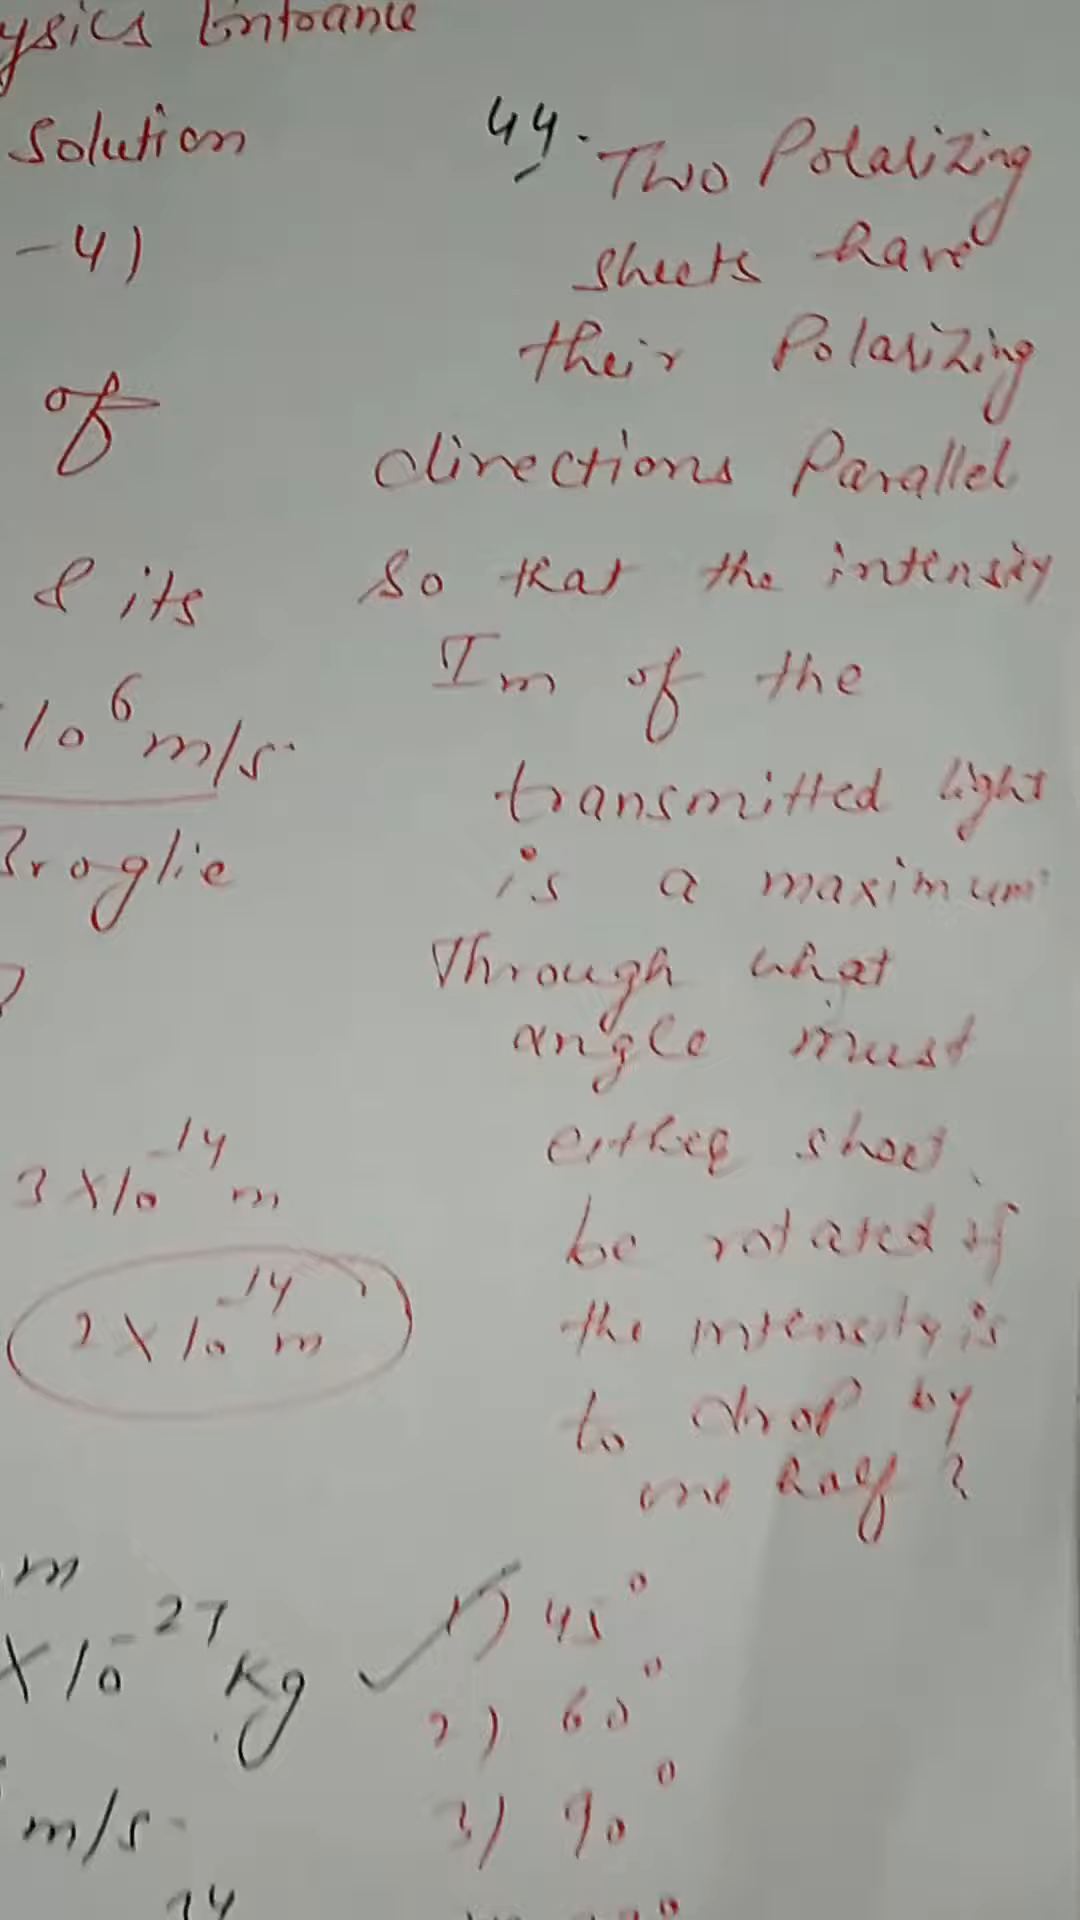 ysics Entrance
Solution
-4)
of
& its
10⁶ m/s.
Broglie
?
3 X 10⁻¹⁴ m
2 X 10⁻¹⁴ m
m
X 10⁻²⁷ Kg
m/s.
44. Two Polarizing
sheets have
their Polarizing
directions Parallel
So that the intensity
Im of the
transmitted light
is a maximum
Through what
angle must
either sheet
be rotated if
the intensity is
to drop by
one half ?
1) 45°
2) 60°
3) 90°